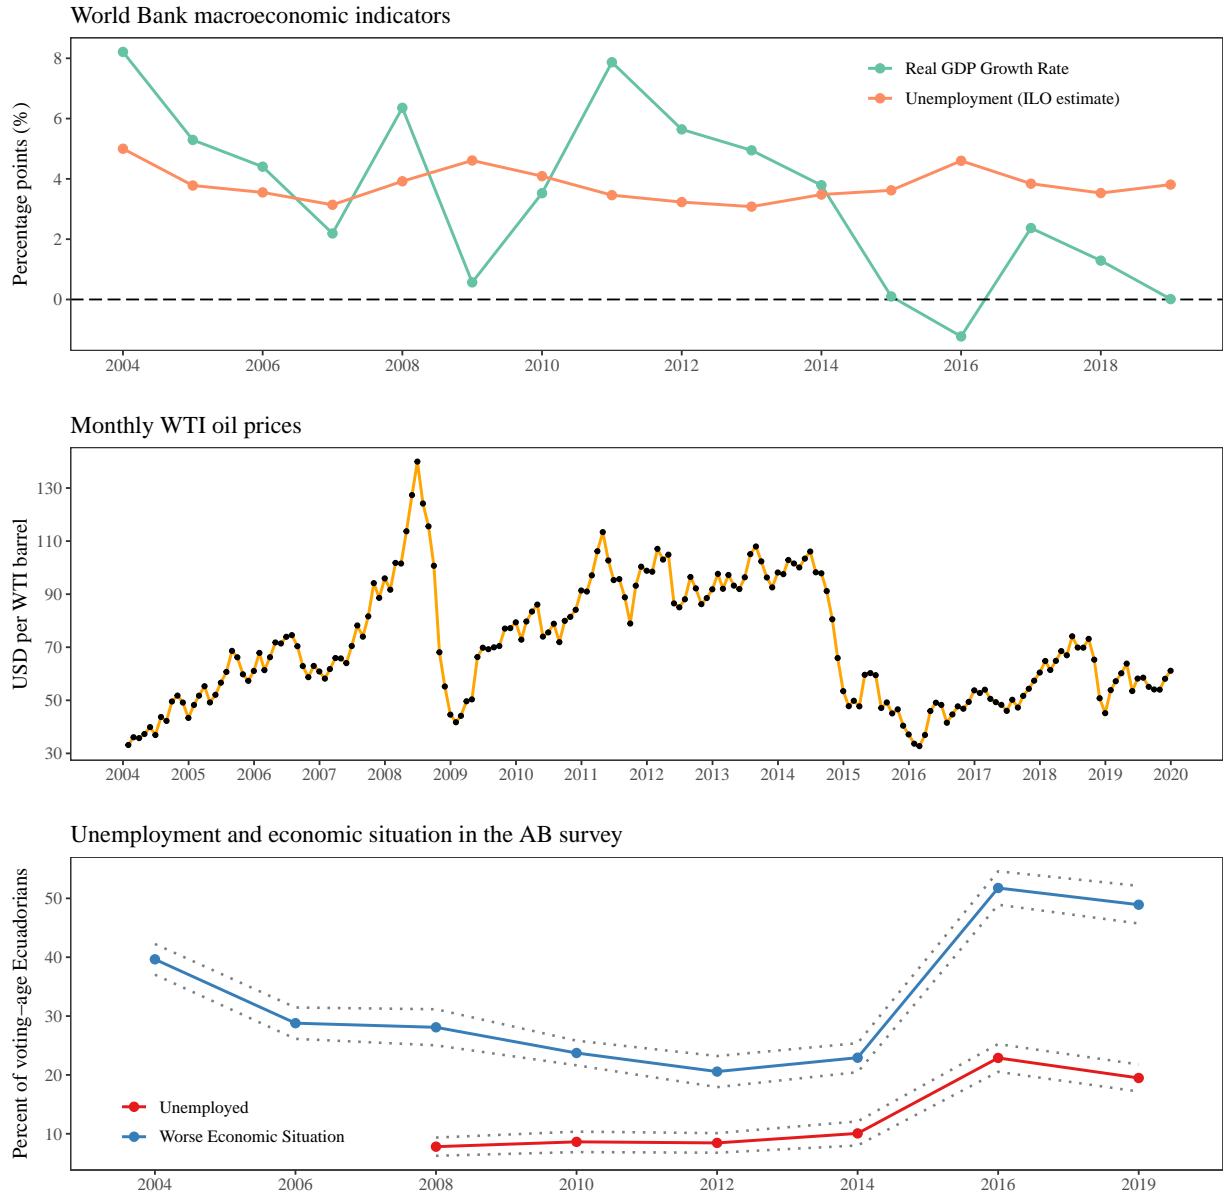 World Bank macroeconomic indicators
Percentage points (%)
8
6
4
2
0
Real GDP Growth Rate
Unemployment (ILO estimate)
2004 2006 2008 2010 2012 2014 2016 2018
Monthly WTI oil prices
USD per WTI barrel
130
110
90
70
50
30
2004 2005 2006 2007 2008 2009 2010 2011 2012 2013 2014 2015 2016 2017 2018 2019 2020
Unemployment and economic situation in the AB survey
Percent of voting−age Ecuadorians
50
40
30
20
10
Unemployed
Worse Economic Situation
2004 2006 2008 2010 2012 2014 2016 2019